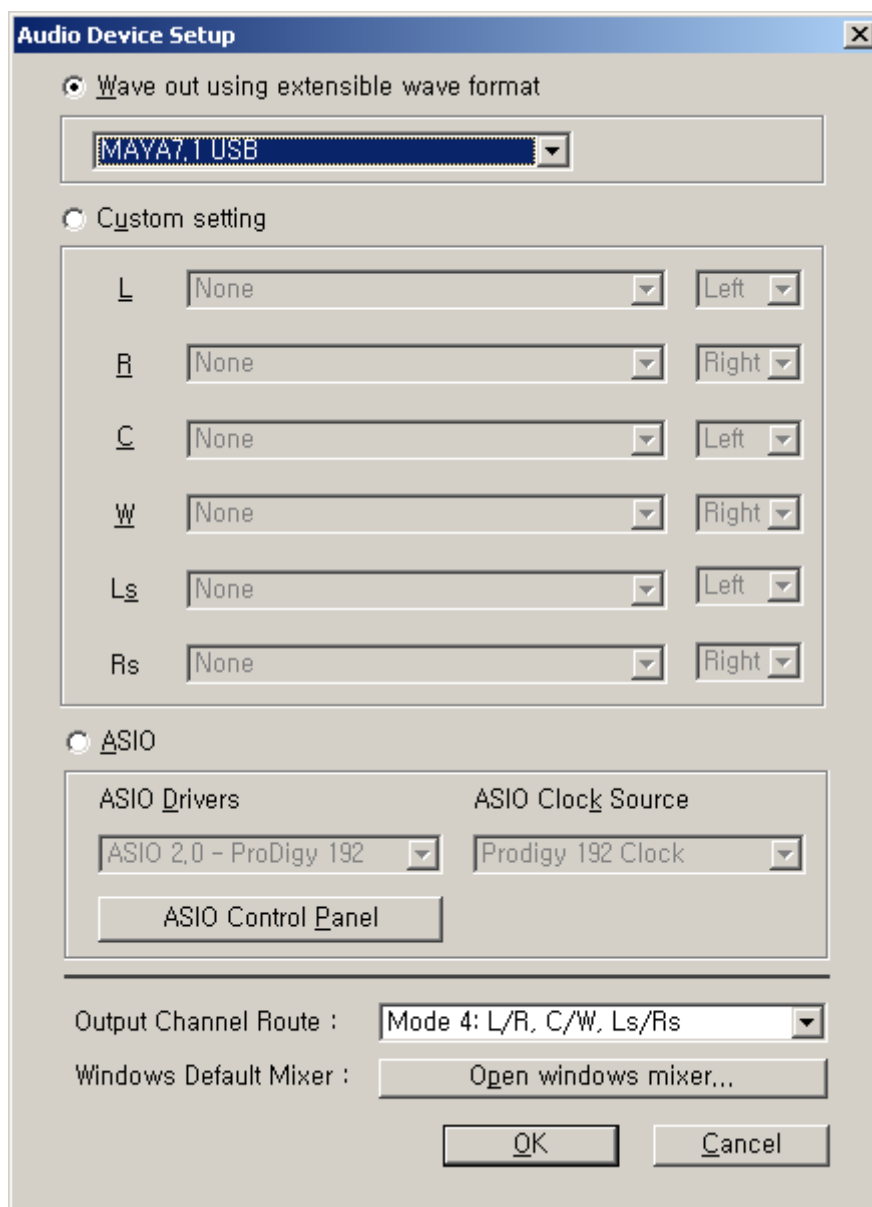 Audio Device Setup
Wave out using extensible wave format
MAYA7,1 USB
Custom setting
L None Left
R None Right
C None Left
W None Right
Ls None Left
Rs None Right
ASIO
ASIO Drivers ASIO Clock Source
ASIO 2,0 - ProDigy 192 Prodigy 192 Clock
ASIO Control Panel
Output Channel Route : Mode 4: L/R, C/W, Ls/Rs
Windows Default Mixer : Open windows mixer,,,
OK Cancel